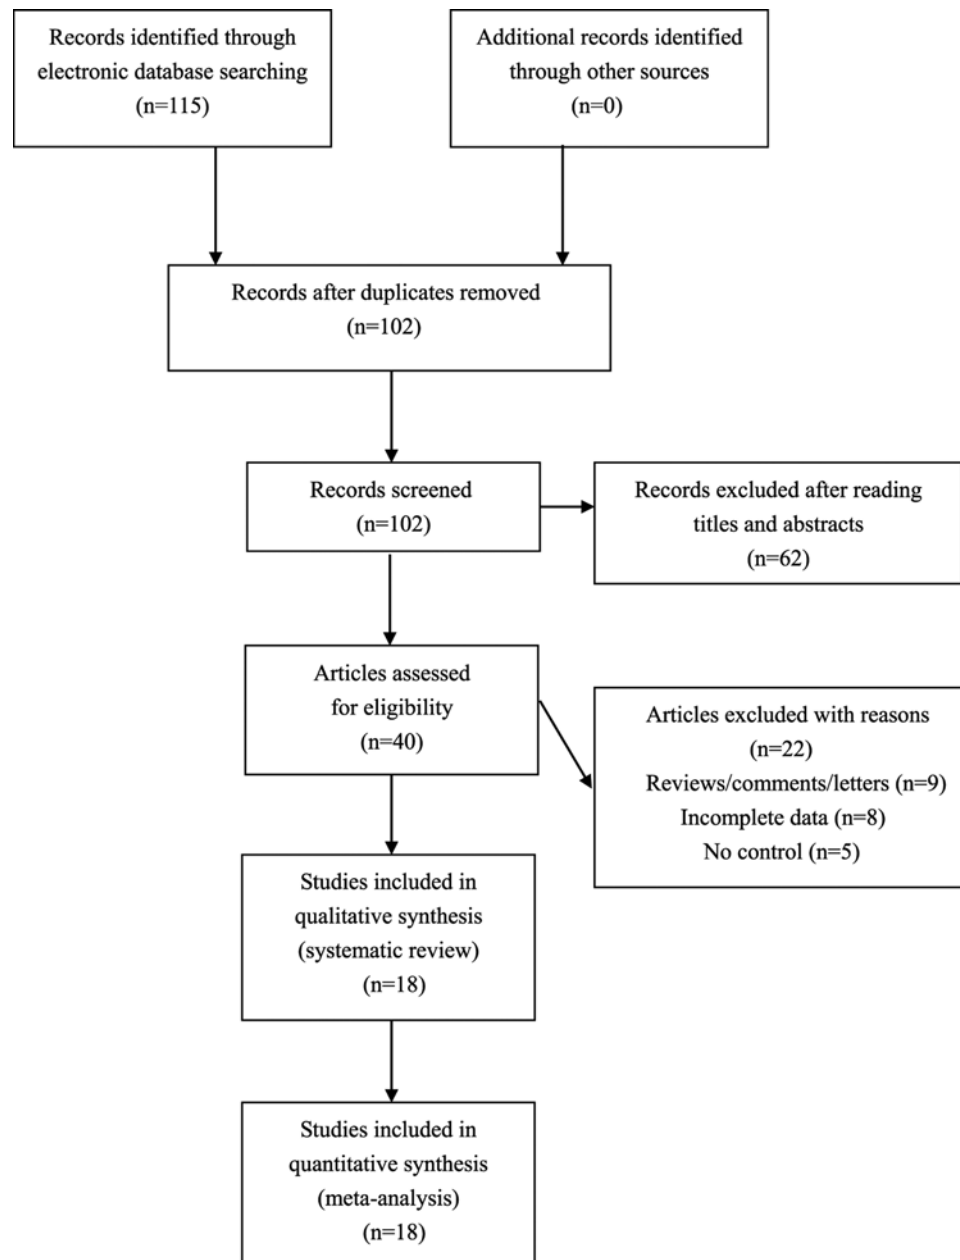 Records identified through
electronic database searching
(n=115)
Additional records identified
through other sources
(n=0)
Records after duplicates removed
(n=102)
Records screened
(n=102)
Records excluded after reading
titles and abstracts
(n=62)
Articles assessed
for eligibility
(n=40)
Articles excluded with reasons
(n=22)
Reviews/comments/letters (n=9)
Incomplete data (n=8)
No control (n=5)
Studies included in
qualitative synthesis
(systematic review)
(n=18)
Studies included in
quantitative synthesis
(meta-analysis)
(n=18)